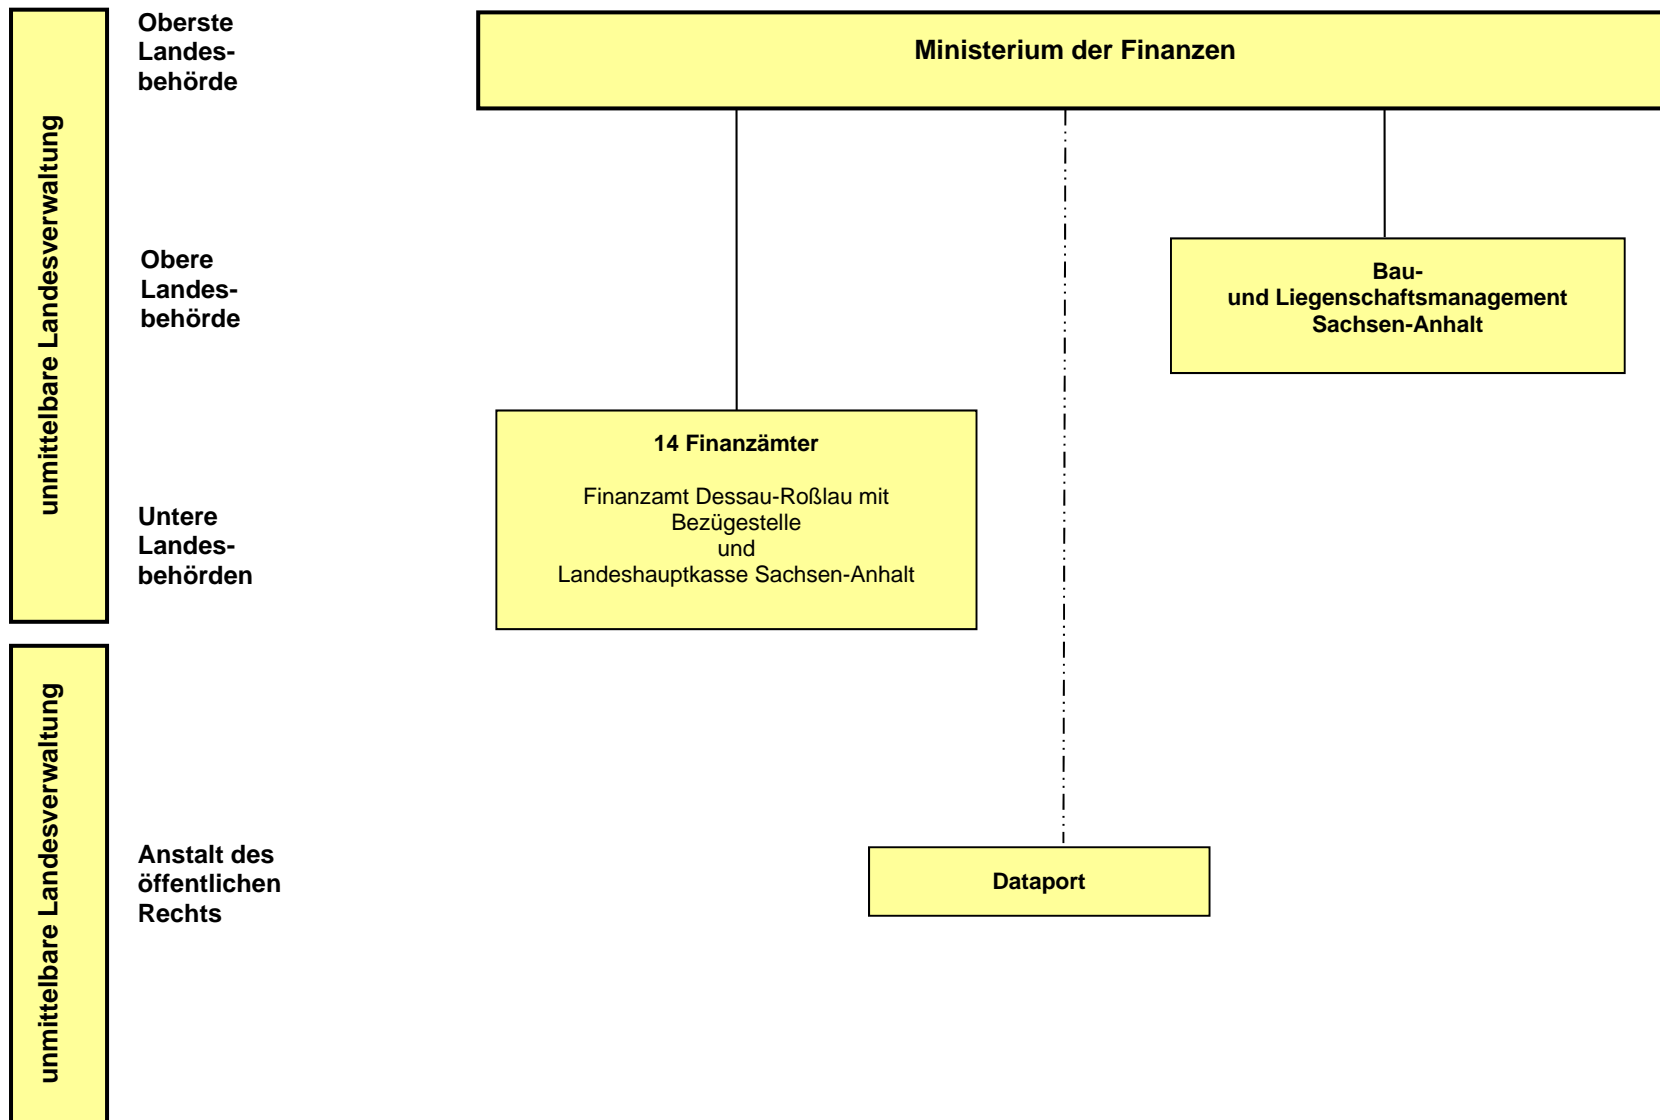 unmittelbare Landesverwaltung
Oberste
Landes-
behörde
Ministerium der Finanzen
Obere
Landes-
behörde
Bau-
und Liegenschaftsmanagement
Sachsen-Anhalt
14 Finanzämter
Finanzamt Dessau-Roßlau mit
Bezügestelle
und
Landeshauptkasse Sachsen-Anhalt
Untere
Landes-
behörden
unmittelbare Landesverwaltung
Anstalt des
öffentlichen
Rechts
Dataport